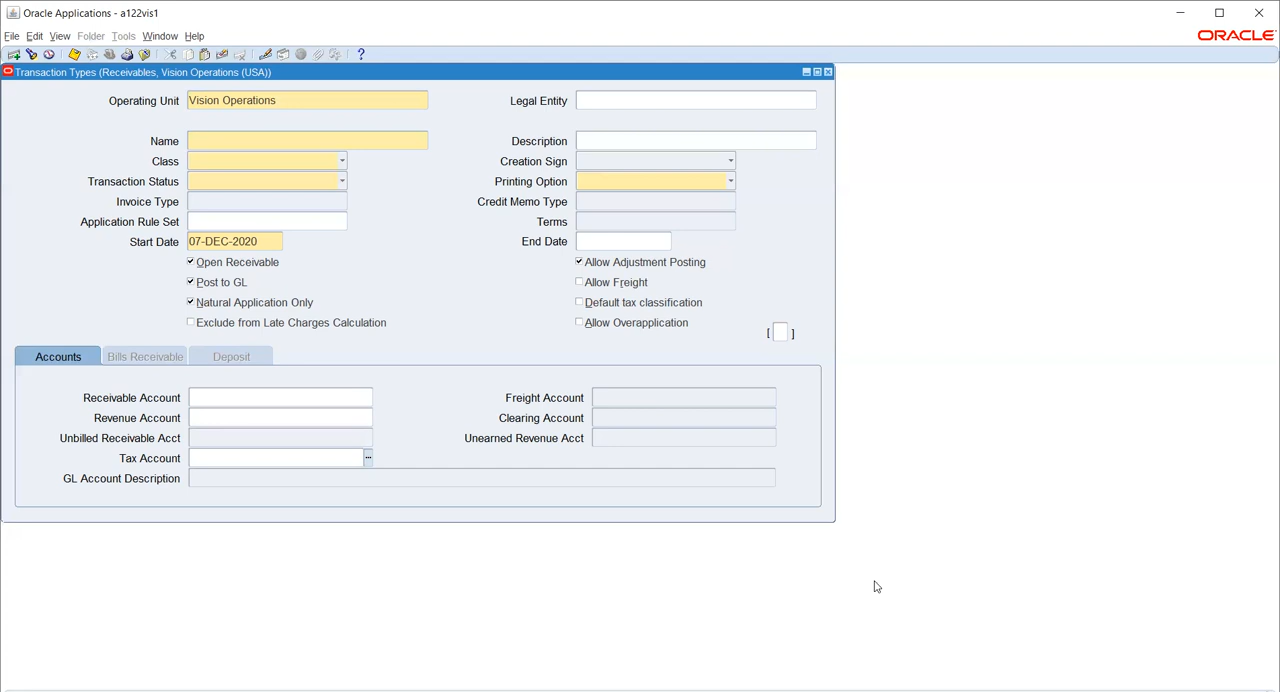 Oracle Applications - a122vis1
File Edit View Folder Tools Window Help
ORACLE
Transaction Types (Receivables, Vision Operations (USA))
Operating Unit Vision Operations Legal Entity
Name Description
Class Creation Sign
Transaction Status Printing Option
Invoice Type Credit Memo Type
Application Rule Set Terms
Start Date 07-DEC-2020 End Date
Open Receivable Allow Adjustment Posting
Post to GL Allow Freight
Natural Application Only Default tax classification
Exclude from Late Charges Calculation Allow Overapplication
[ ]
Accounts Bills Receivable Deposit
Receivable Account Freight Account
Revenue Account Clearing Account
Unbilled Receivable Acct Unearned Revenue Acct
Tax Account ...
GL Account Description